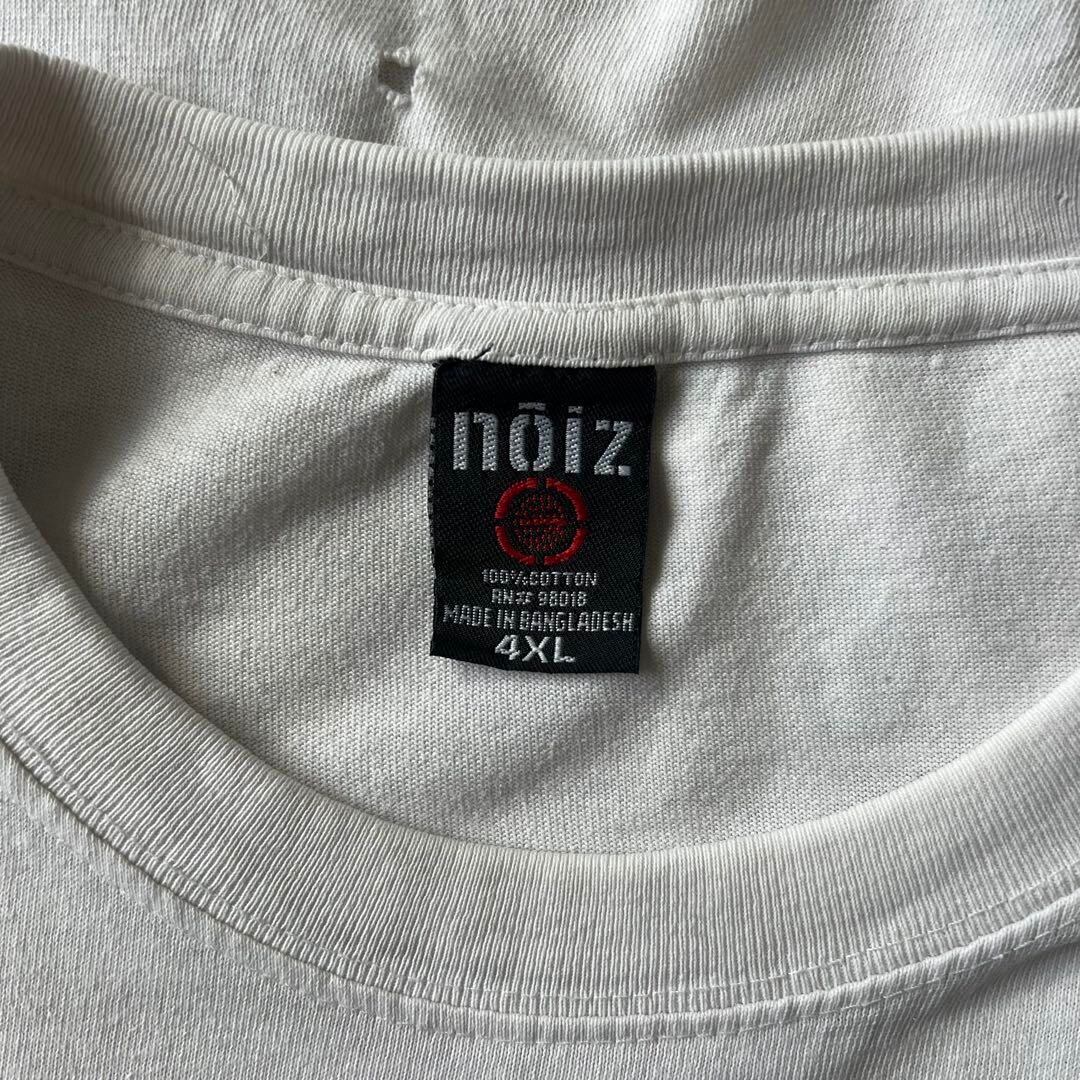 nōiz
100% COTTON
RN# 98018
MADE IN BANGLADESH
4XL